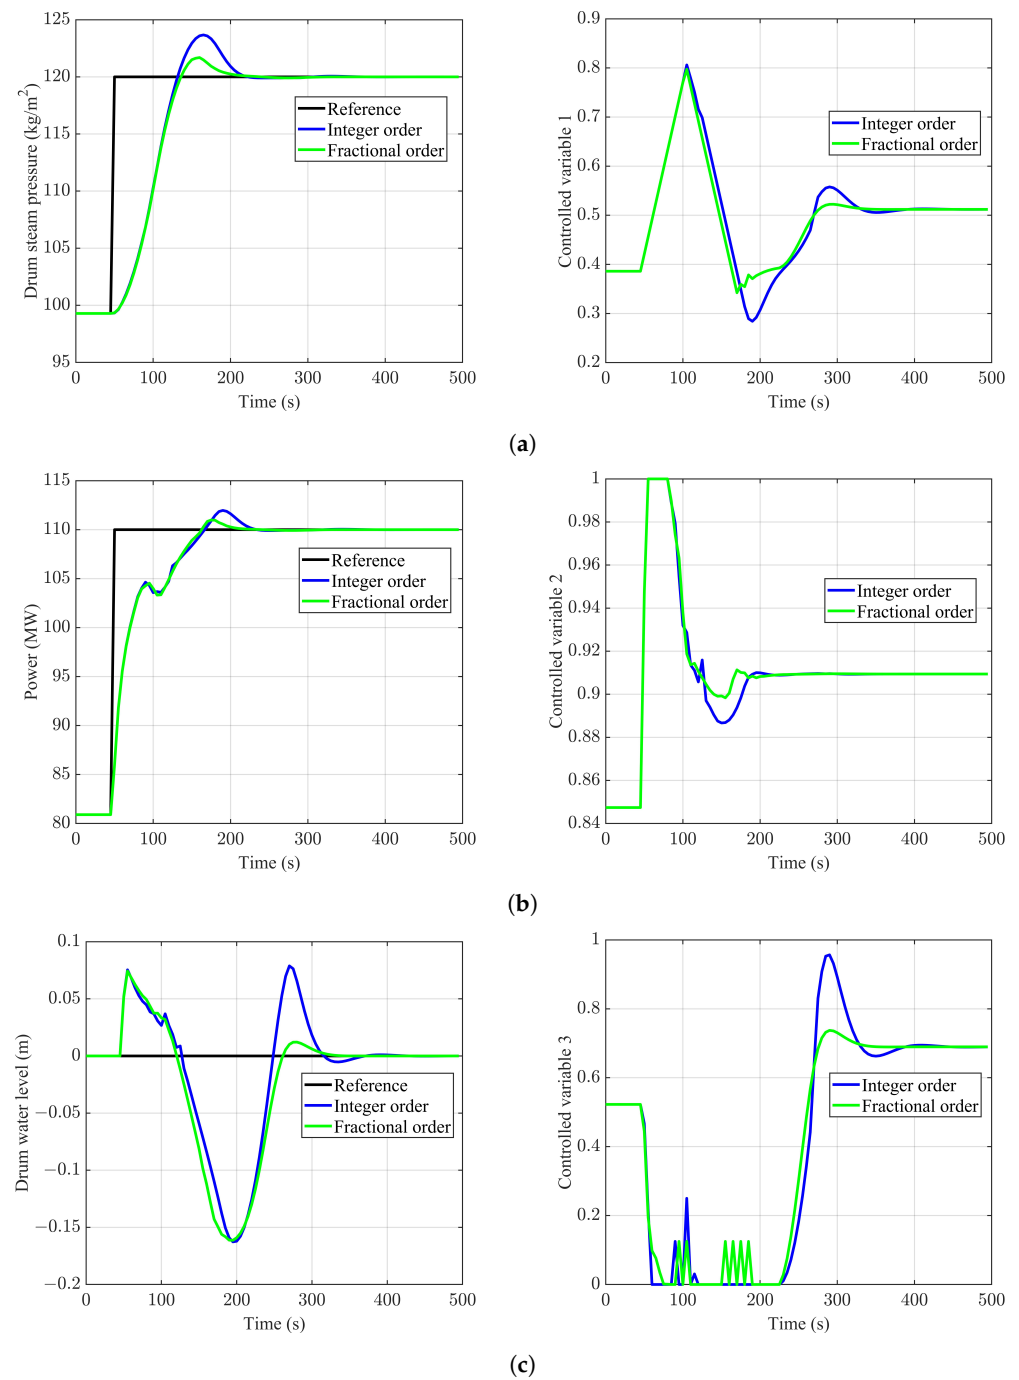 125
120
115
110
105
100
95
Drum steam pressure (kg/m²)
Reference
Integer order
Fractional order
0 100 200 300 400 500
Time (s)
0.9
0.8
0.7
0.6
0.5
0.4
0.3
0.2
Controlled variable 1
Integer order
Fractional order
0 100 200 300 400 500
Time (s)
(a)
115
110
105
100
95
90
85
80
Power (MW)
Reference
Integer order
Fractional order
0 100 200 300 400 500
Time (s)
1
0.98
0.96
0.94
0.92
0.9
0.88
0.86
0.84
Controlled variable 2
Integer order
Fractional order
0 100 200 300 400 500
Time (s)
(b)
0.1
0.05
0
−0.05
−0.1
−0.15
−0.2
Drum water level (m)
Reference
Integer order
Fractional order
0 100 200 300 400 500
Time (s)
1
0.8
0.6
0.4
0.2
0
Controlled variable 3
Integer order
Fractional order
0 100 200 300 400 500
Time (s)
(c)